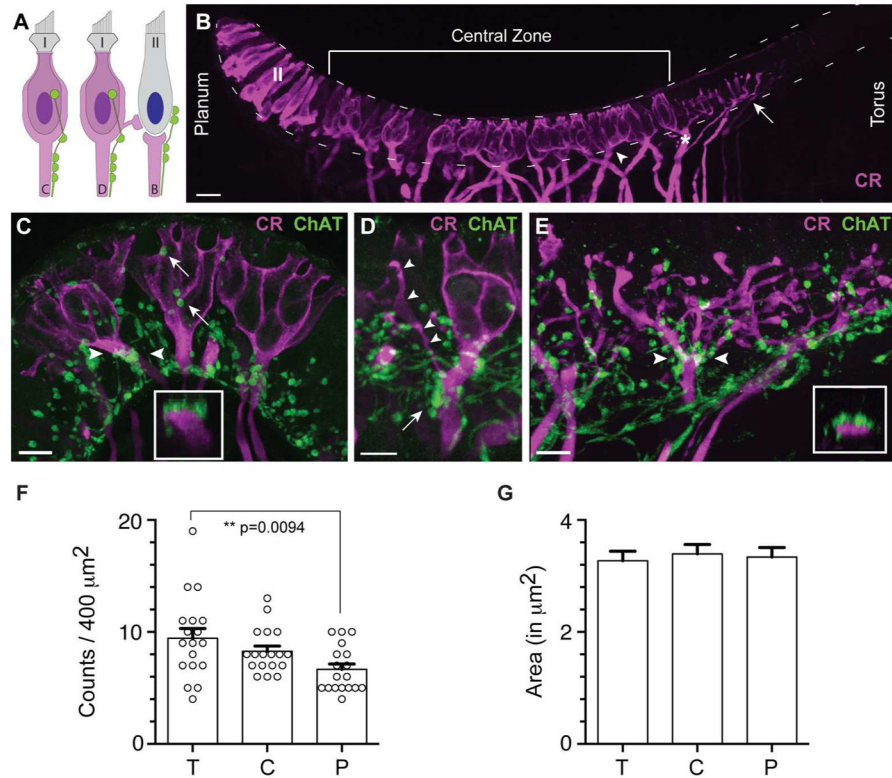 A
I
I
II
C
D
B
B
Central Zone
II
Planum
Torus
*
CR
C
CR ChAT
D
CR ChAT
E
CR ChAT
F
** p=0.0094
Counts / 400 µm2
20
10
0
T
C
P
G
Area (in µm2)
4
2
0
T
C
P